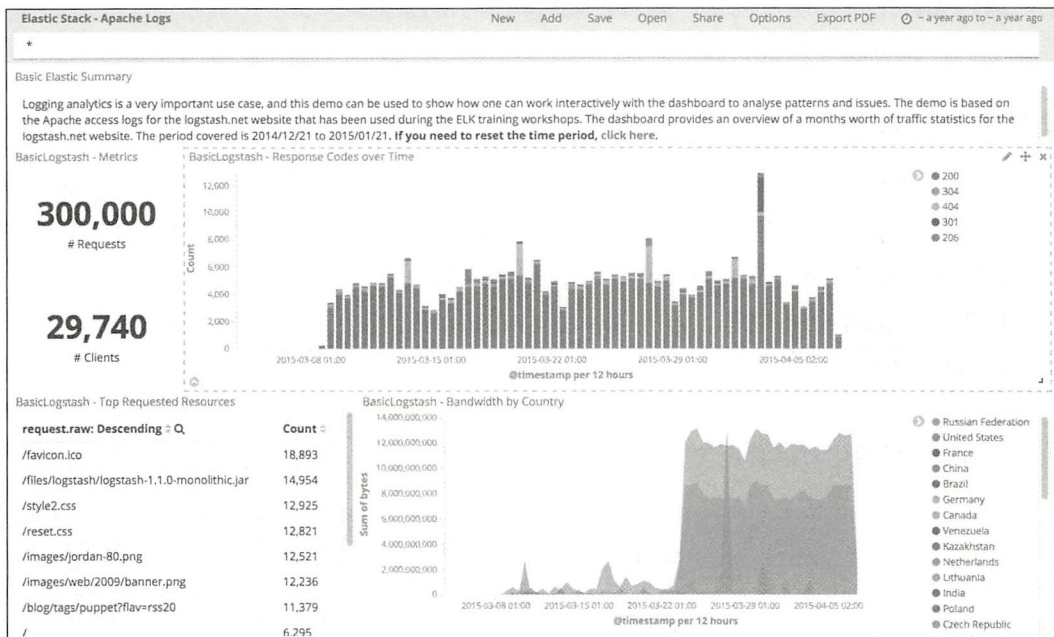 Elastic Stack - Apache Logs
New Add Save Open Share Options Export PDF ~ a year ago to ~ a year ago
*
Basic Elastic Summary
Logging analytics is a very important use case, and this demo can be used to show how one can work interactively with the dashboard to analyse patterns and issues. The demo is based on
the Apache access logs for the logstash.net website that has been used during the ELK training workshops. The dashboard provides an overview of a months worth of traffic statistics for the
logstash.net website. The period covered is 2014/12/21 to 2015/01/21. If you need to reset the time period, click here.
BasicLogstash - Metrics
300,000
# Requests
29,740
# Clients
BasicLogstash - Response Codes over Time
Count
12,000
10,000
8,000
6,000
4,000
2,000
0
2015-03-08 01:00 2015-03-15 01:00 2015-03-22 01:00 2015-03-29 01:00 2015-04-05 02:00
@timestamp per 12 hours
200
304
404
301
206
BasicLogstash - Top Requested Resources
request.raw: Descending Count
/favicon.ico 18,893
/files/logstash/logstash-1.1.0-monolithic.jar 14,954
/style2.css 12,925
/reset.css 12,821
/images/jordan-80.png 12,521
/images/web/2009/banner.png 12,236
/blog/tags/puppet?flav=rss20 11,379
/ 6,295
BasicLogstash - Bandwidth by Country
Sum of bytes
14,000,000,000
12,000,000,000
10,000,000,000
8,000,000,000
6,000,000,000
4,000,000,000
2,000,000,000
0
2015-03-08 01:00 2015-03-15 01:00 2015-03-22 01:00 2015-03-29 01:00 2015-04-05 02:00
@timestamp per 12 hours
Russian Federation
United States
France
China
Brazil
Germany
Canada
Venezuela
Kazakhstan
Netherlands
Lithuania
India
Poland
Czech Republic